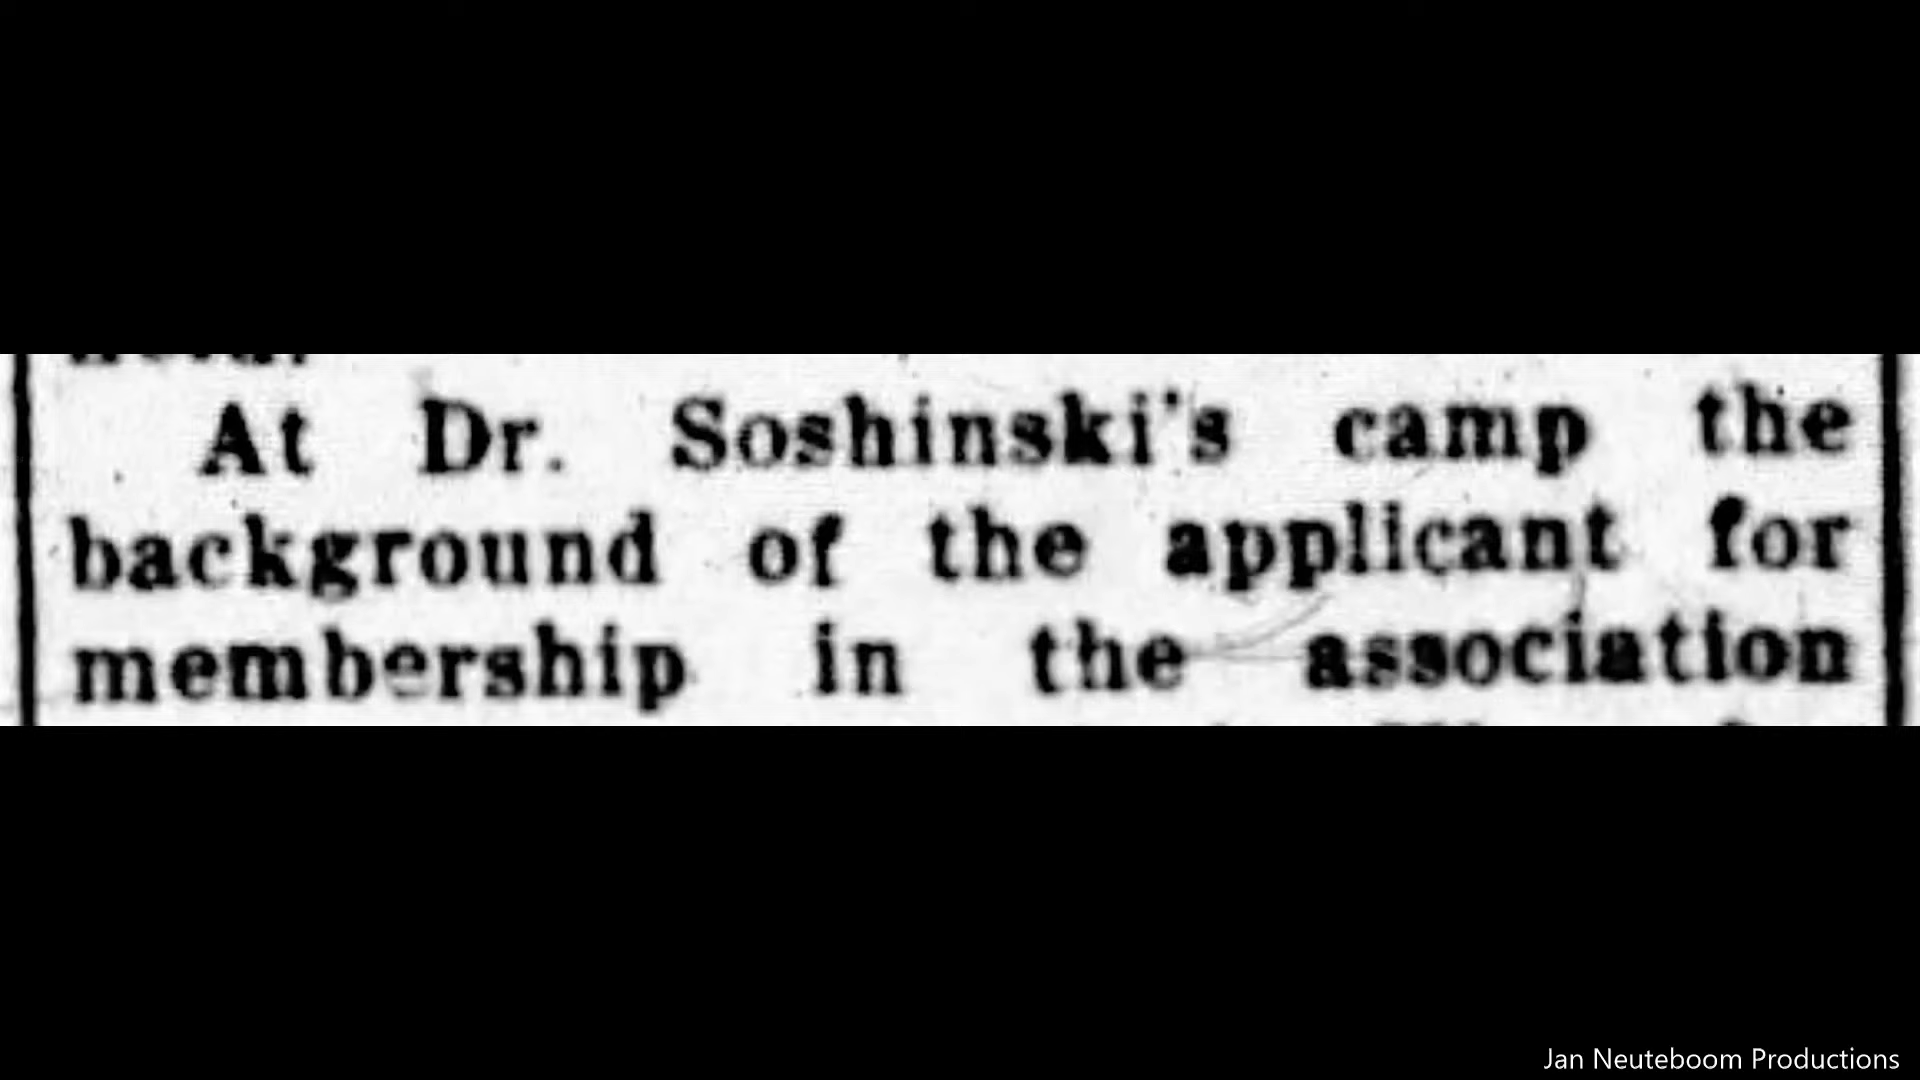 At Dr. Soshinski's camp the
background of the applicant for
membership in the association
Jan Neuteboom Productions